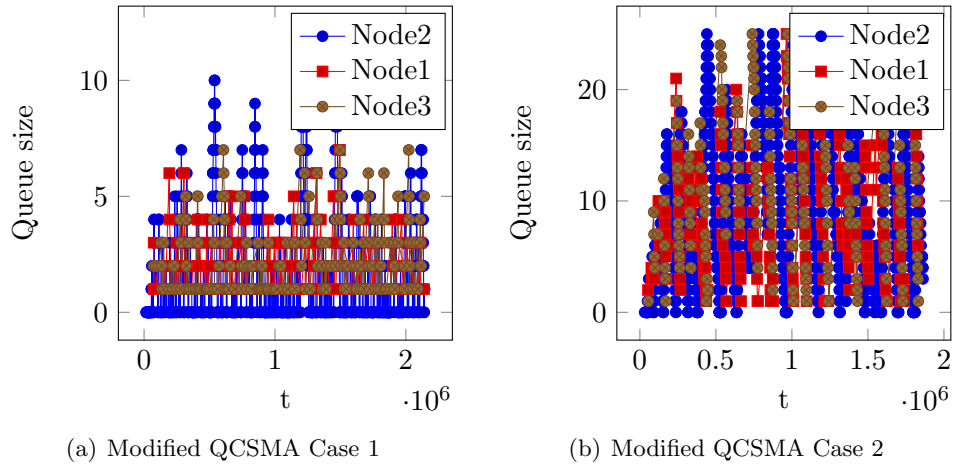 Node2
Node1
Node3
10
5
0
Queue size
0
1
2
t
·10^6
(a) Modified QCSMA Case 1
Node2
Node1
Node3
20
10
0
Queue size
0
0.5
1
1.5
2
t
·10^6
(b) Modified QCSMA Case 2